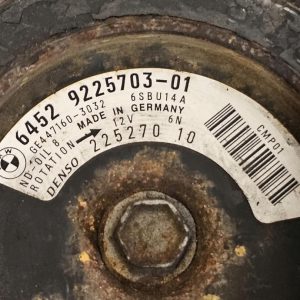 6452 9225703-01
GE447160-3032 6SBU14A
MADE IN GERMANY
ND-OIL 8 12V 6N
ROTATION
DENSO 225270 10
CMP01